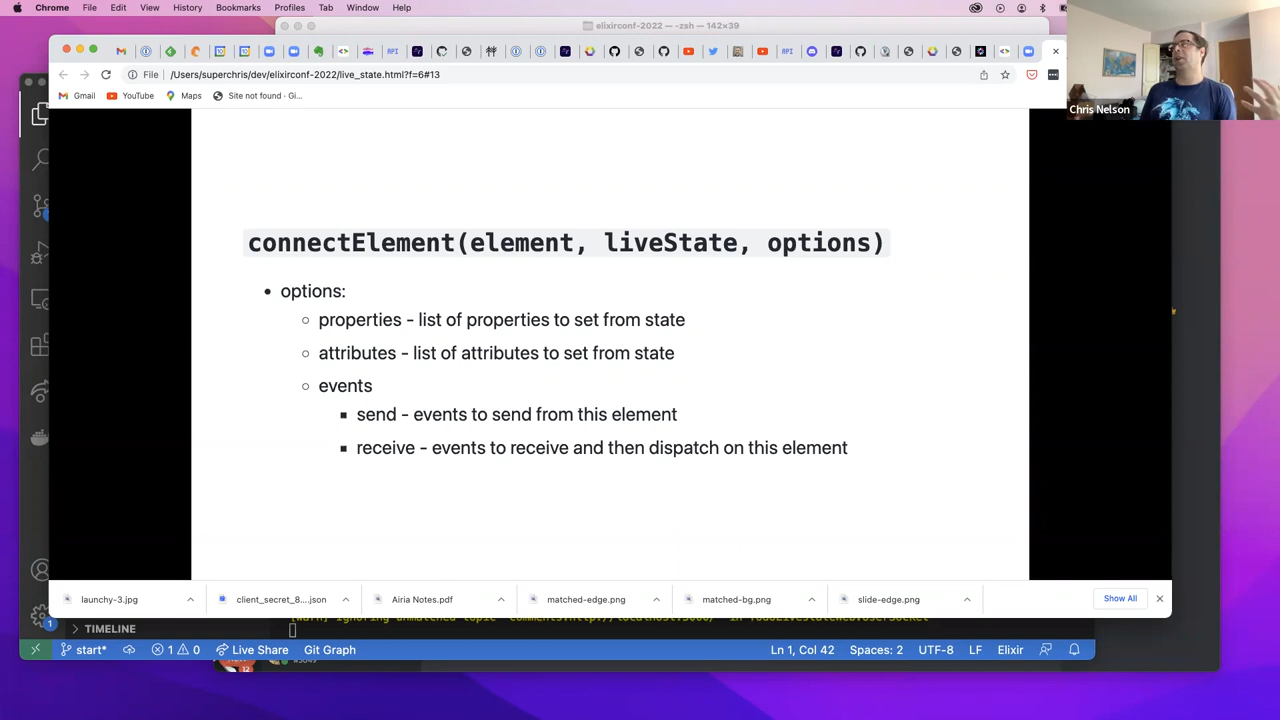 Chrome File Edit View History Bookmarks Profiles Tab Window Help
elixirconf-2022 — -zsh — 142×39
API
API
File /Users/superchris/dev/elixirconf-2022/live_state.html?f=6#13
Gmail YouTube Maps Site not found · Gi...
Chris Nelson
connectElement(element, liveState, options)
options:
properties - list of properties to set from state
attributes - list of attributes to set from state
events
send - events to send from this element
receive - events to receive and then dispatch on this element
launchy-3.jpg client_secret_8....json Airia Notes.pdf matched-edge.png matched-bg.png slide-edge.png Show All
1 TIMELINE
start* 1 0 Live Share Git Graph Ln 1, Col 42 Spaces: 2 UTF-8 LF Elixir
12